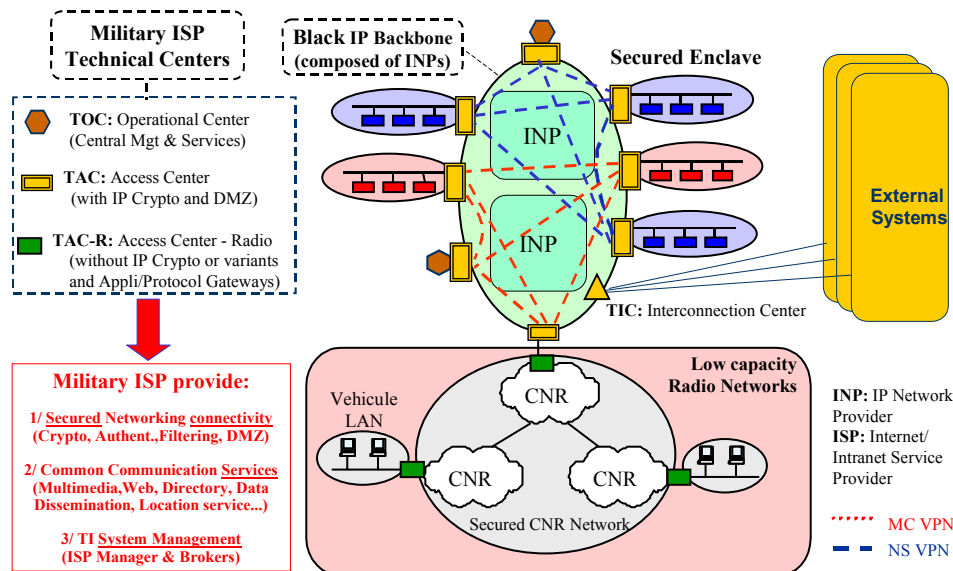 Military ISP
Technical Centers
TOC: Operational Center
(Central Mgt & Services)
TAC: Access Center
(with IP Crypto and DMZ)
TAC-R: Access Center - Radio
(without IP Crypto or variants
and Appli/Protocol Gateways)
Military ISP provide:
1/ Secured Networking connectivity
(Crypto, Authent.,Filtering, DMZ)
2/ Common Communication Services
(Multimedia,Web, Directory, Data
Dissemination, Location service...)
3/ TI System Management
(ISP Manager & Brokers)
Black IP Backbone
(composed of INPs)
Secured Enclave
INP
INP
TIC: Interconnection Center
External
Systems
Low capacity
Radio Networks
Vehicule
LAN
CNR
CNR
CNR
Secured CNR Network
INP: IP Network
Provider
ISP: Internet/
Intranet Service
Provider
MC VPN
NS VPN